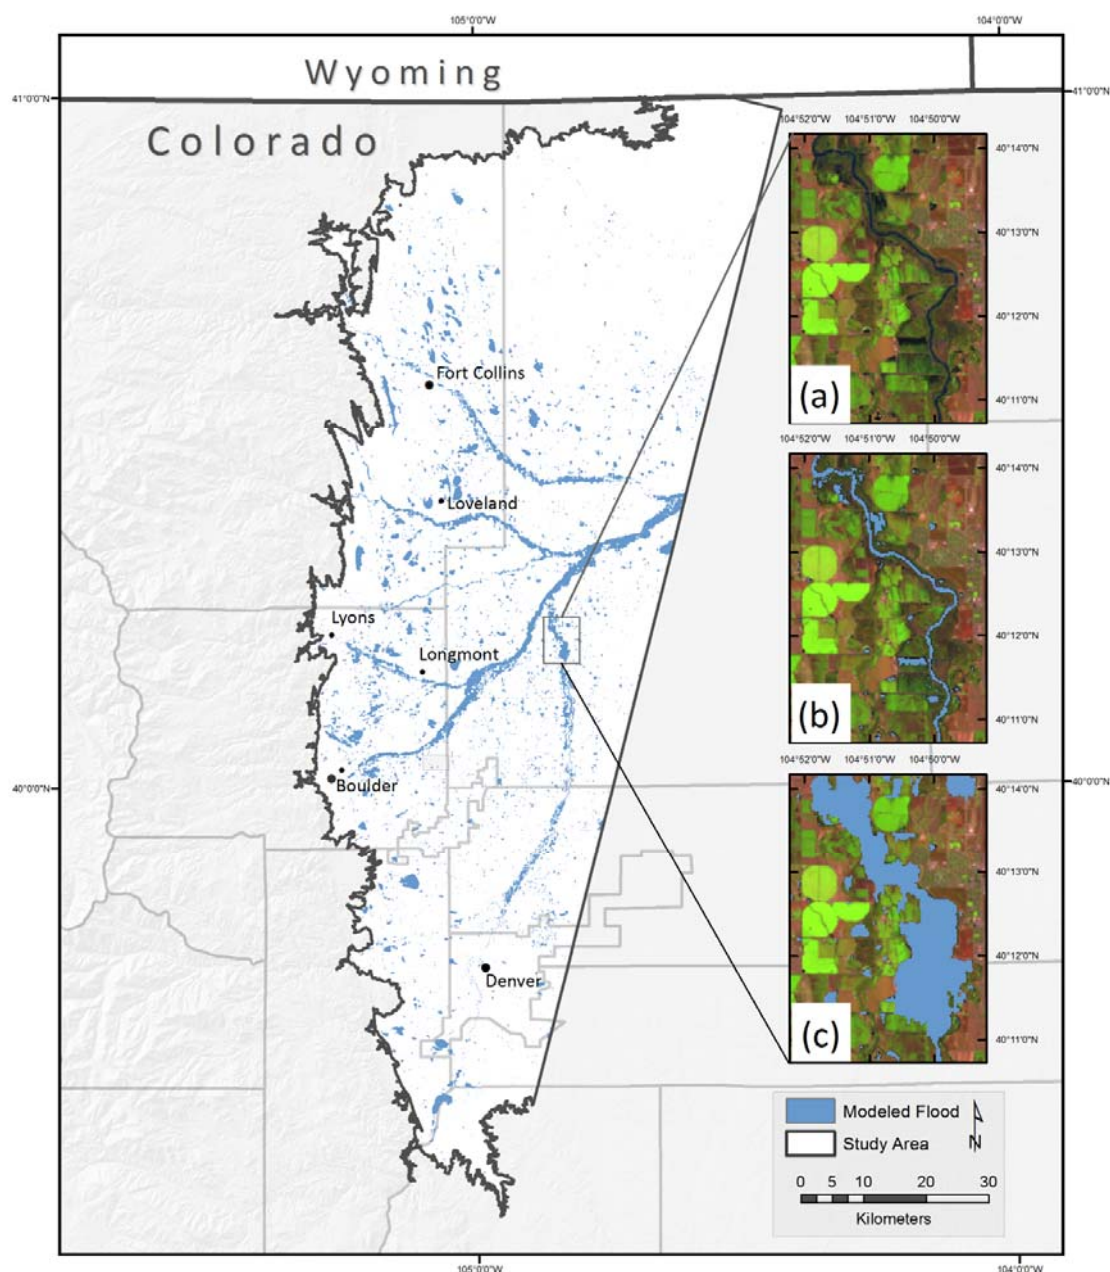 105°0'0"W
104°0'0"W
Wyoming
41°0'0"N
41°0'0"N
Colorado
104°52'0"W 104°51'0"W 104°50'0"W
40°14'0"N
40°13'0"N
40°12'0"N
40°11'0"N
(a)
Fort Collins
Loveland
104°52'0"W 104°51'0"W 104°50'0"W
40°14'0"N
40°13'0"N
40°12'0"N
40°11'0"N
(b)
Lyons
Longmont
Boulder
40°0'0"N
40°0'0"N
104°52'0"W 104°51'0"W 104°50'0"W
40°14'0"N
40°13'0"N
40°12'0"N
40°11'0"N
(c)
Denver
Modeled Flood
Study Area
N
0 5 10 20 30
Kilometers
105°0'0"W
104°0'0"W